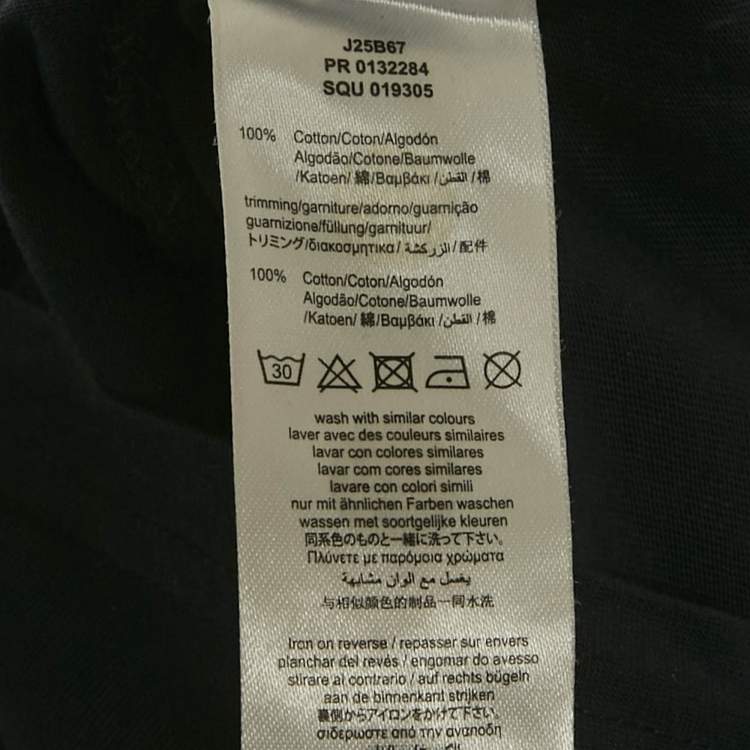 J25B67
PR 0132284
SQU 019305
100% Cotton/Coton/Algodón
Algodão/Cotone/Baumwolle
/Katoen/ 綿/Βαμβάκι /القطن /棉
trimming/garniture/adorno/guarnição
guarnizione/füllung/garnituur/
トリミング/διακοσμητικα/ الزركشة /配件
100% Cotton/Coton/Algodón
Algodão/Cotone/Baumwolle
/Katoen/ 綿/Βαμβάκι /القطن /棉
30
wash with similar colours
laver avec des couleurs similaires
lavar con colores similares
lavar com cores similares
lavare con colori simili
nur mit ähnlichen Farben waschen
wassen met soortgelijke kleuren
同系色のものと一緒に洗って下さい。
Πλύνετε με παρόμοια χρώματα
يغسل مع الوان مشابهة
与相似颜色的制品一同水洗
Iron on reverse / repasser sur envers
planchar del revés / engomar do avesso
stirare al contrario / auf rechts bügeln
aan de binnenkant strijken
裏側からアイロンをかけて下さい。
σιδερωστε από την αναποδη